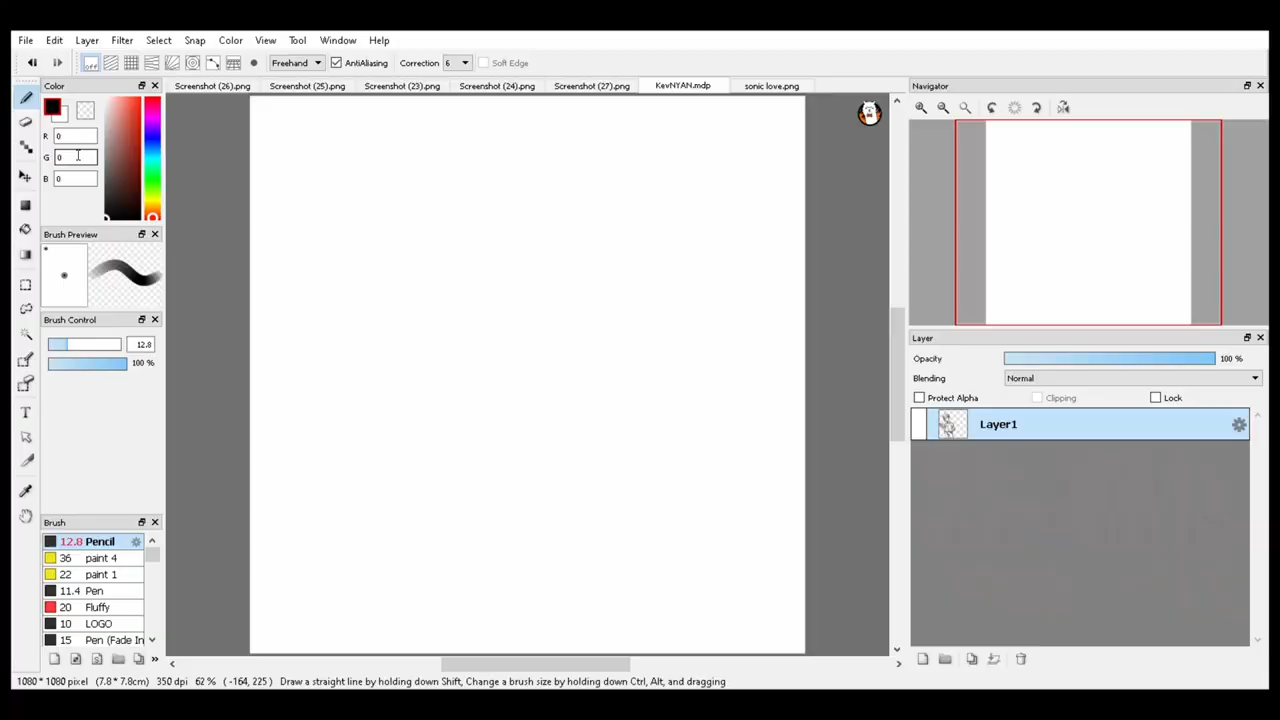 File Edit Layer Filter Select Snap Color View Tool Window Help
off Freehand AntiAliasing Correction 6 Soft Edge
Color Screenshot (26).png Screenshot (25).png Screenshot (23).png Screenshot (24).png Screenshot (27).png KevNYAN.mdp sonic love.png Navigator
R 0
G 0
B 0
Brush Preview
Brush Control
12.8
100 %
Layer
Opacity 100 %
Blending Normal
Protect Alpha Clipping Lock
Layer1
Brush
12.8 Pencil
36 paint 4
22 paint 1
11.4 Pen
20 Fluffy
10 LOGO
15 Pen (Fade In
1080 * 1080 pixel (7.8 * 7.8cm) 350 dpi 62 % ( -164, 225 ) Draw a straight line by holding down Shift, Change a brush size by holding down Ctrl, Alt, and dragging